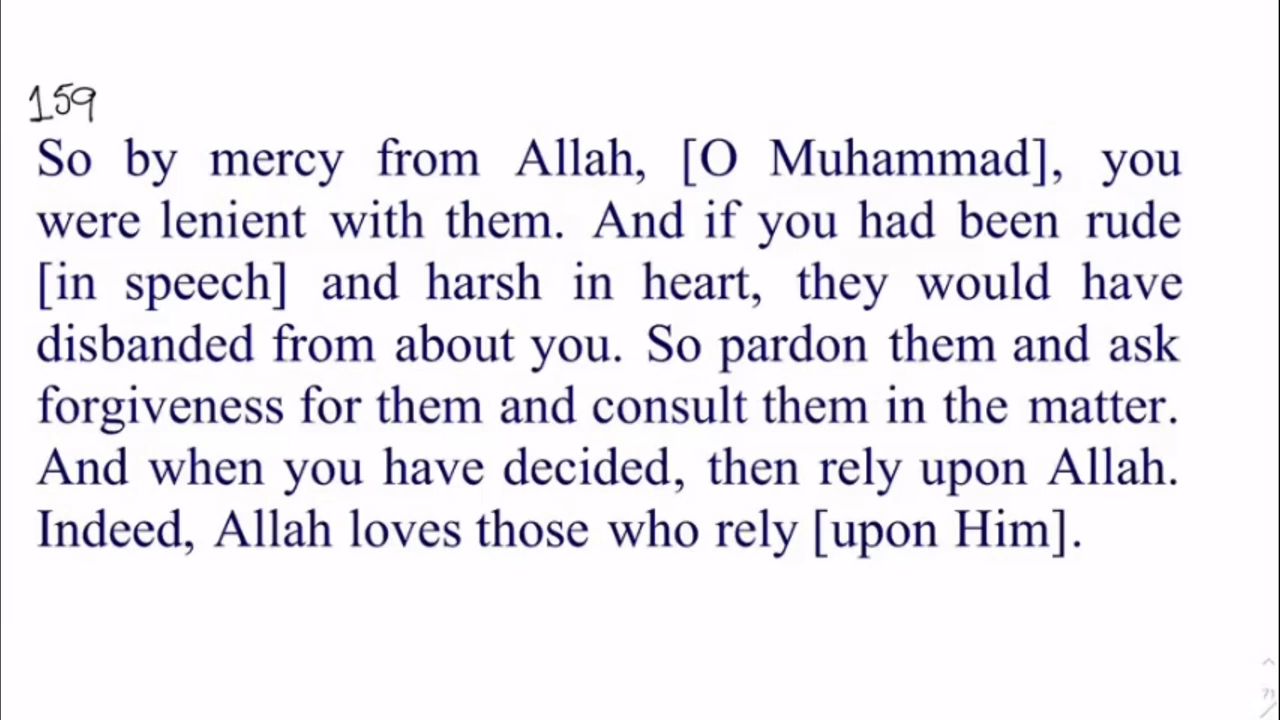 159
So by mercy from Allah, [O Muhammad], you
were lenient with them. And if you had been rude
[in speech] and harsh in heart, they would have
disbanded from about you. So pardon them and ask
forgiveness for them and consult them in the matter.
And when you have decided, then rely upon Allah.
Indeed, Allah loves those who rely [upon Him].